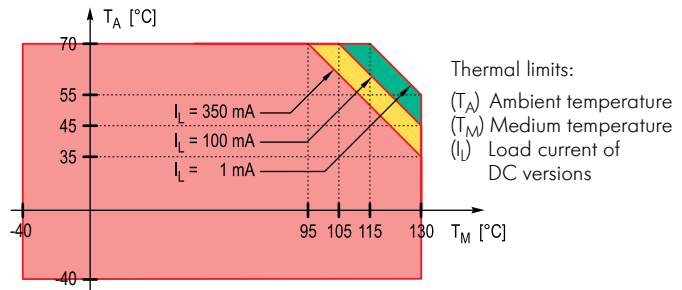 T_A [°C]
70
55
45
35
I_L = 350 mA
I_L = 100 mA
I_L = 1 mA
-40
95 105 115 130 T_M [°C]
-40
Thermal limits:
(T_A) Ambient temperature
(T_M) Medium temperature
(I_L) Load current of
DC versions